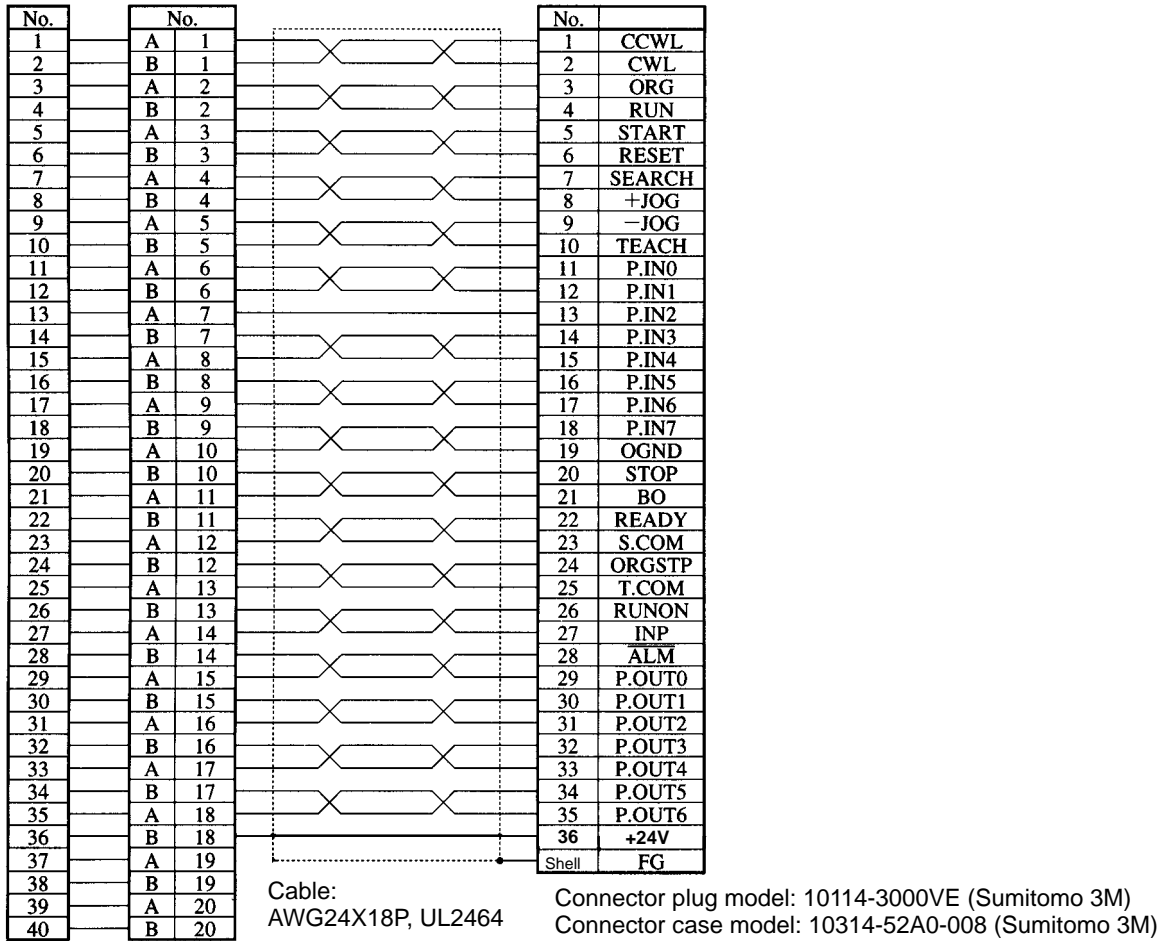 No. No. No.
1 A 1 1 CCWL
2 B 1 2 CWL
3 A 2 3 ORG
4 B 2 4 RUN
5 A 3 5 START
6 B 3 6 RESET
7 A 4 7 SEARCH
8 B 4 8 +JOG
9 A 5 9 −JOG
10 B 5 10 TEACH
11 A 6 11 P.IN0
12 B 6 12 P.IN1
13 A 7 13 P.IN2
14 B 7 14 P.IN3
15 A 8 15 P.IN4
16 B 8 16 P.IN5
17 A 9 17 P.IN6
18 B 9 18 P.IN7
19 A 10 19 OGND
20 B 10 20 STOP
21 A 11 21 BO
22 B 11 22 READY
23 A 12 23 S.COM
24 B 12 24 ORGSTP
25 A 13 25 T.COM
26 B 13 26 RUNON
27 A 14 27 INP
28 B 14 28 ALM
29 A 15 29 P.OUT0
30 B 15 30 P.OUT1
31 A 16 31 P.OUT2
32 B 16 32 P.OUT3
33 A 17 33 P.OUT4
34 B 17 34 P.OUT5
35 A 18 35 P.OUT6
36 B 18 36 +24V
37 A 19 Shell FG
38 B 19
39 A 20
40 B 20
Cable:
AWG24X18P, UL2464
Connector plug model: 10114-3000VE (Sumitomo 3M)
Connector case model: 10314-52A0-008 (Sumitomo 3M)